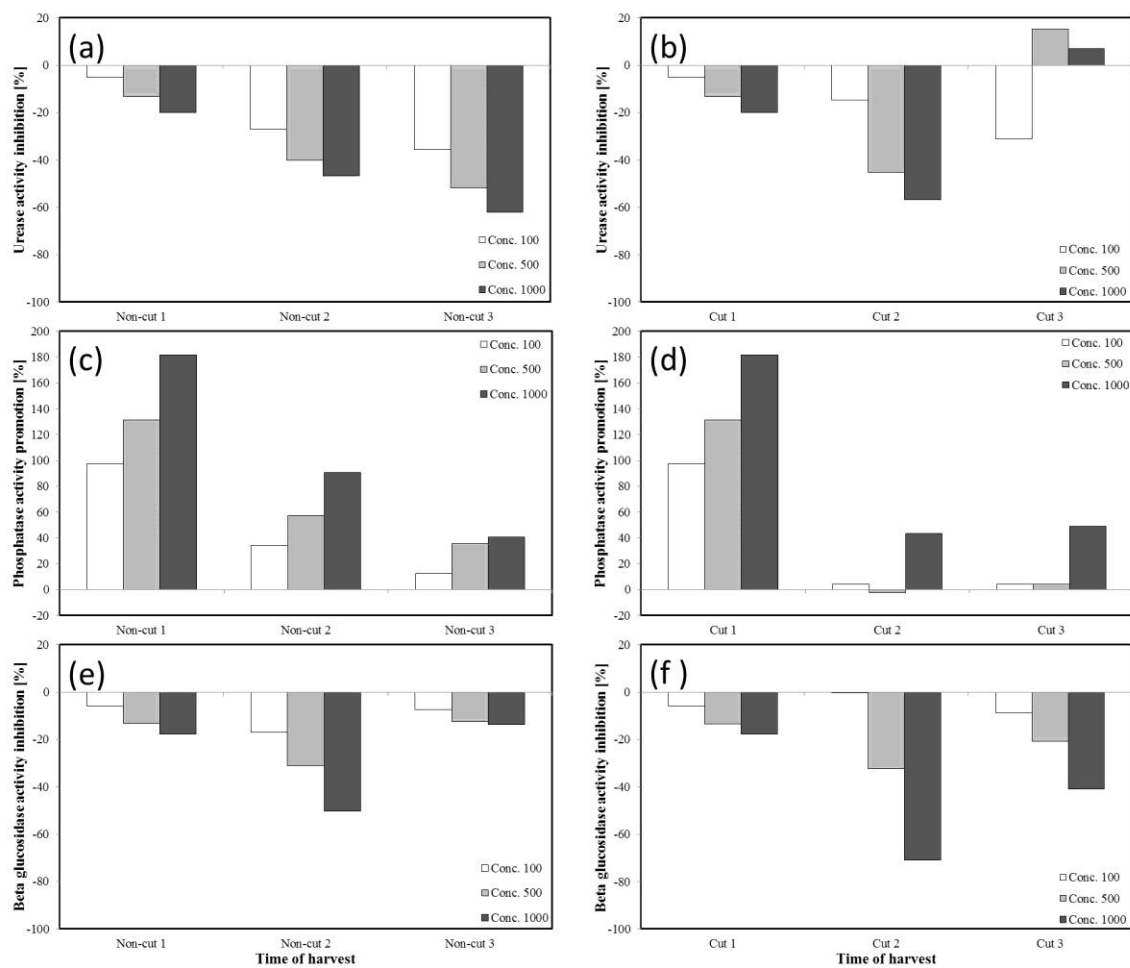 (a)
Urease activity inhibition [%]
20
0
-20
-40
-60
-80
-100
Conc. 100
Conc. 500
Conc. 1000
Non-cut 1
Non-cut 2
Non-cut 3
(b)
Urease activity inhibition [%]
20
0
-20
-40
-60
-80
-100
Conc. 100
Conc. 500
Conc. 1000
Cut 1
Cut 2
Cut 3
(c)
Phosphatase activity promotion [%]
200
180
160
140
120
100
80
60
40
20
0
-20
Conc. 100
Conc. 500
Conc. 1000
Non-cut 1
Non-cut 2
Non-cut 3
(d)
Phosphatase activity promotion [%]
200
180
160
140
120
100
80
60
40
20
0
-20
Conc. 100
Conc. 500
Conc. 1000
Cut 1
Cut 2
Cut 3
(e)
Beta glucosidase activity inhibition [%]
20
0
-20
-40
-60
-80
-100
Conc. 100
Conc. 500
Conc. 1000
Non-cut 1
Non-cut 2
Non-cut 3
Time of harvest
(f )
Beta glucosidase activity inhibition [%]
20
0
-20
-40
-60
-80
-100
Conc. 100
Conc. 500
Conc. 1000
Cut 1
Cut 2
Cut 3
Time of harvest